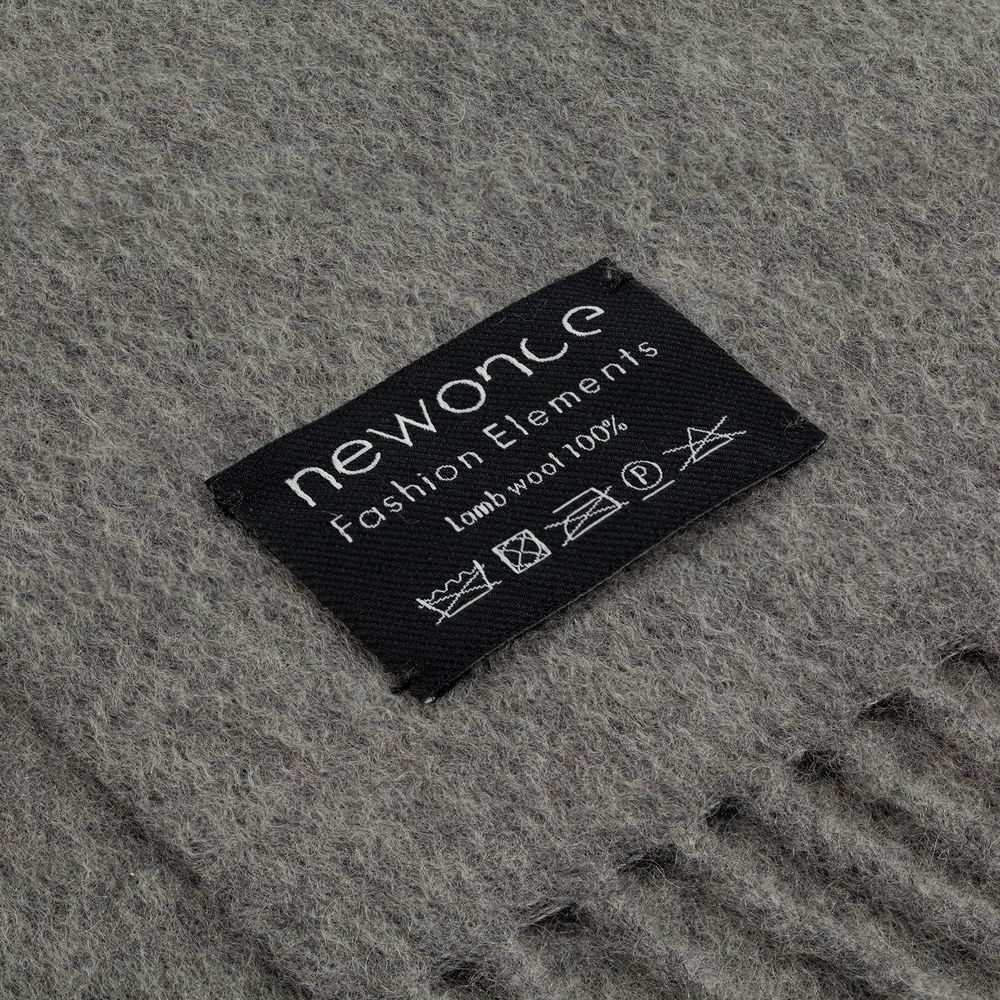 newonce
Fashion Elements
Lamb wool 100%
P